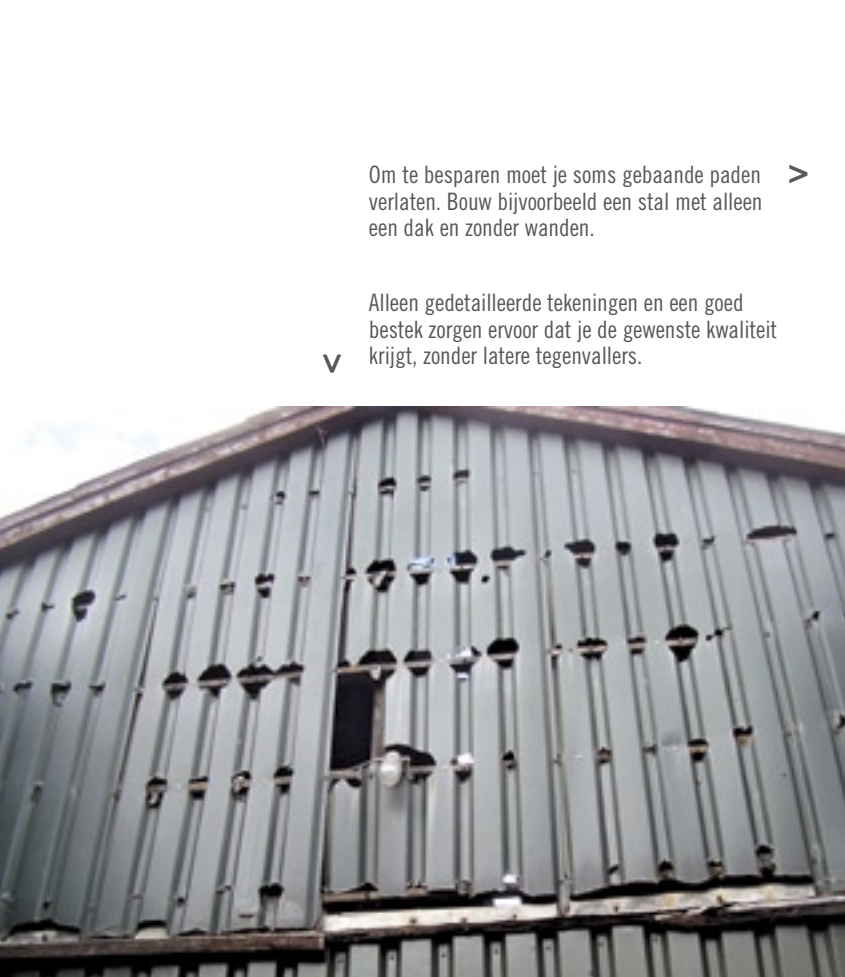 Om te besparen moet je soms gebaande paden >
verlaten. Bouw bijvoorbeeld een stal met alleen
een dak en zonder wanden.
Alleen gedetailleerde tekeningen en een goed
bestek zorgen ervoor dat je de gewenste kwaliteit
v krijgt, zonder latere tegenvallers.